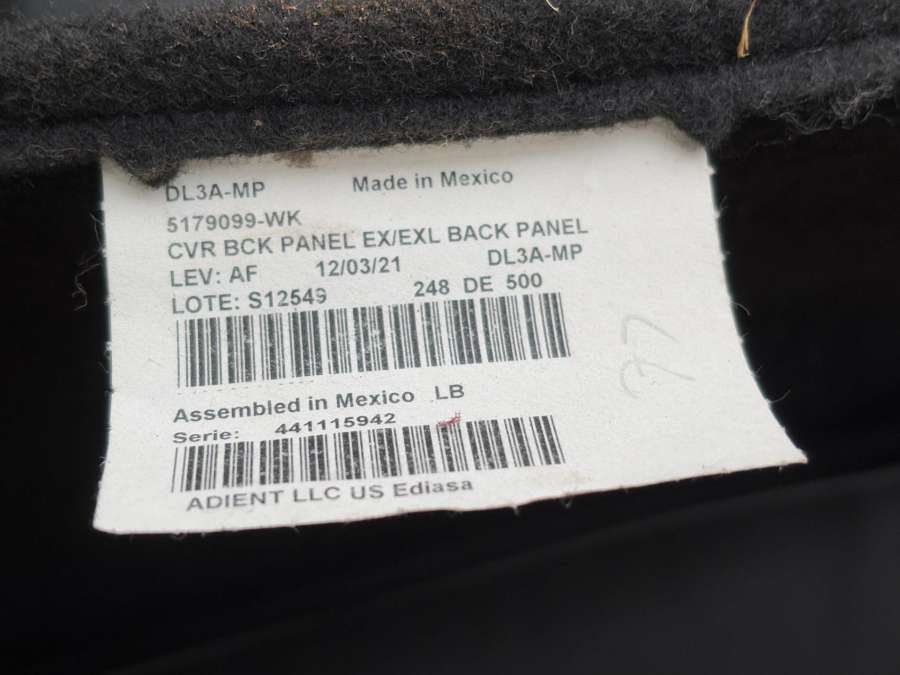 DL3A-MP Made in Mexico
5179099-WK
CVR BCK PANEL EX/EXL BACK PANEL
LEV: AF 12/03/21 DL3A-MP
LOTE: S12549 248 DE 500
Assembled in Mexico LB
Serie: 441115942
ADIENT LLC US Ediasa
77